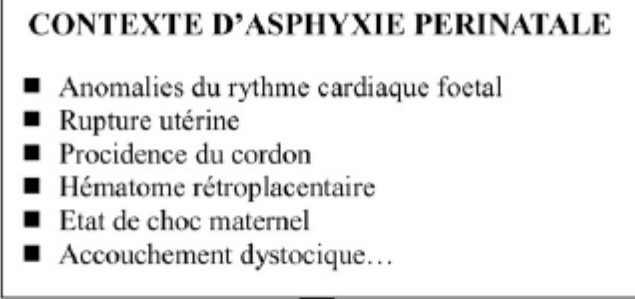 CONTEXTE D'ASPHYXIE PERINATALE
■ Anomalies du rythme cardiaque foetal
■ Rupture utérine
■ Procidence du cordon
■ Hématome rétroplacentaire
■ Etat de choc maternel
■ Accouchement dystocique…